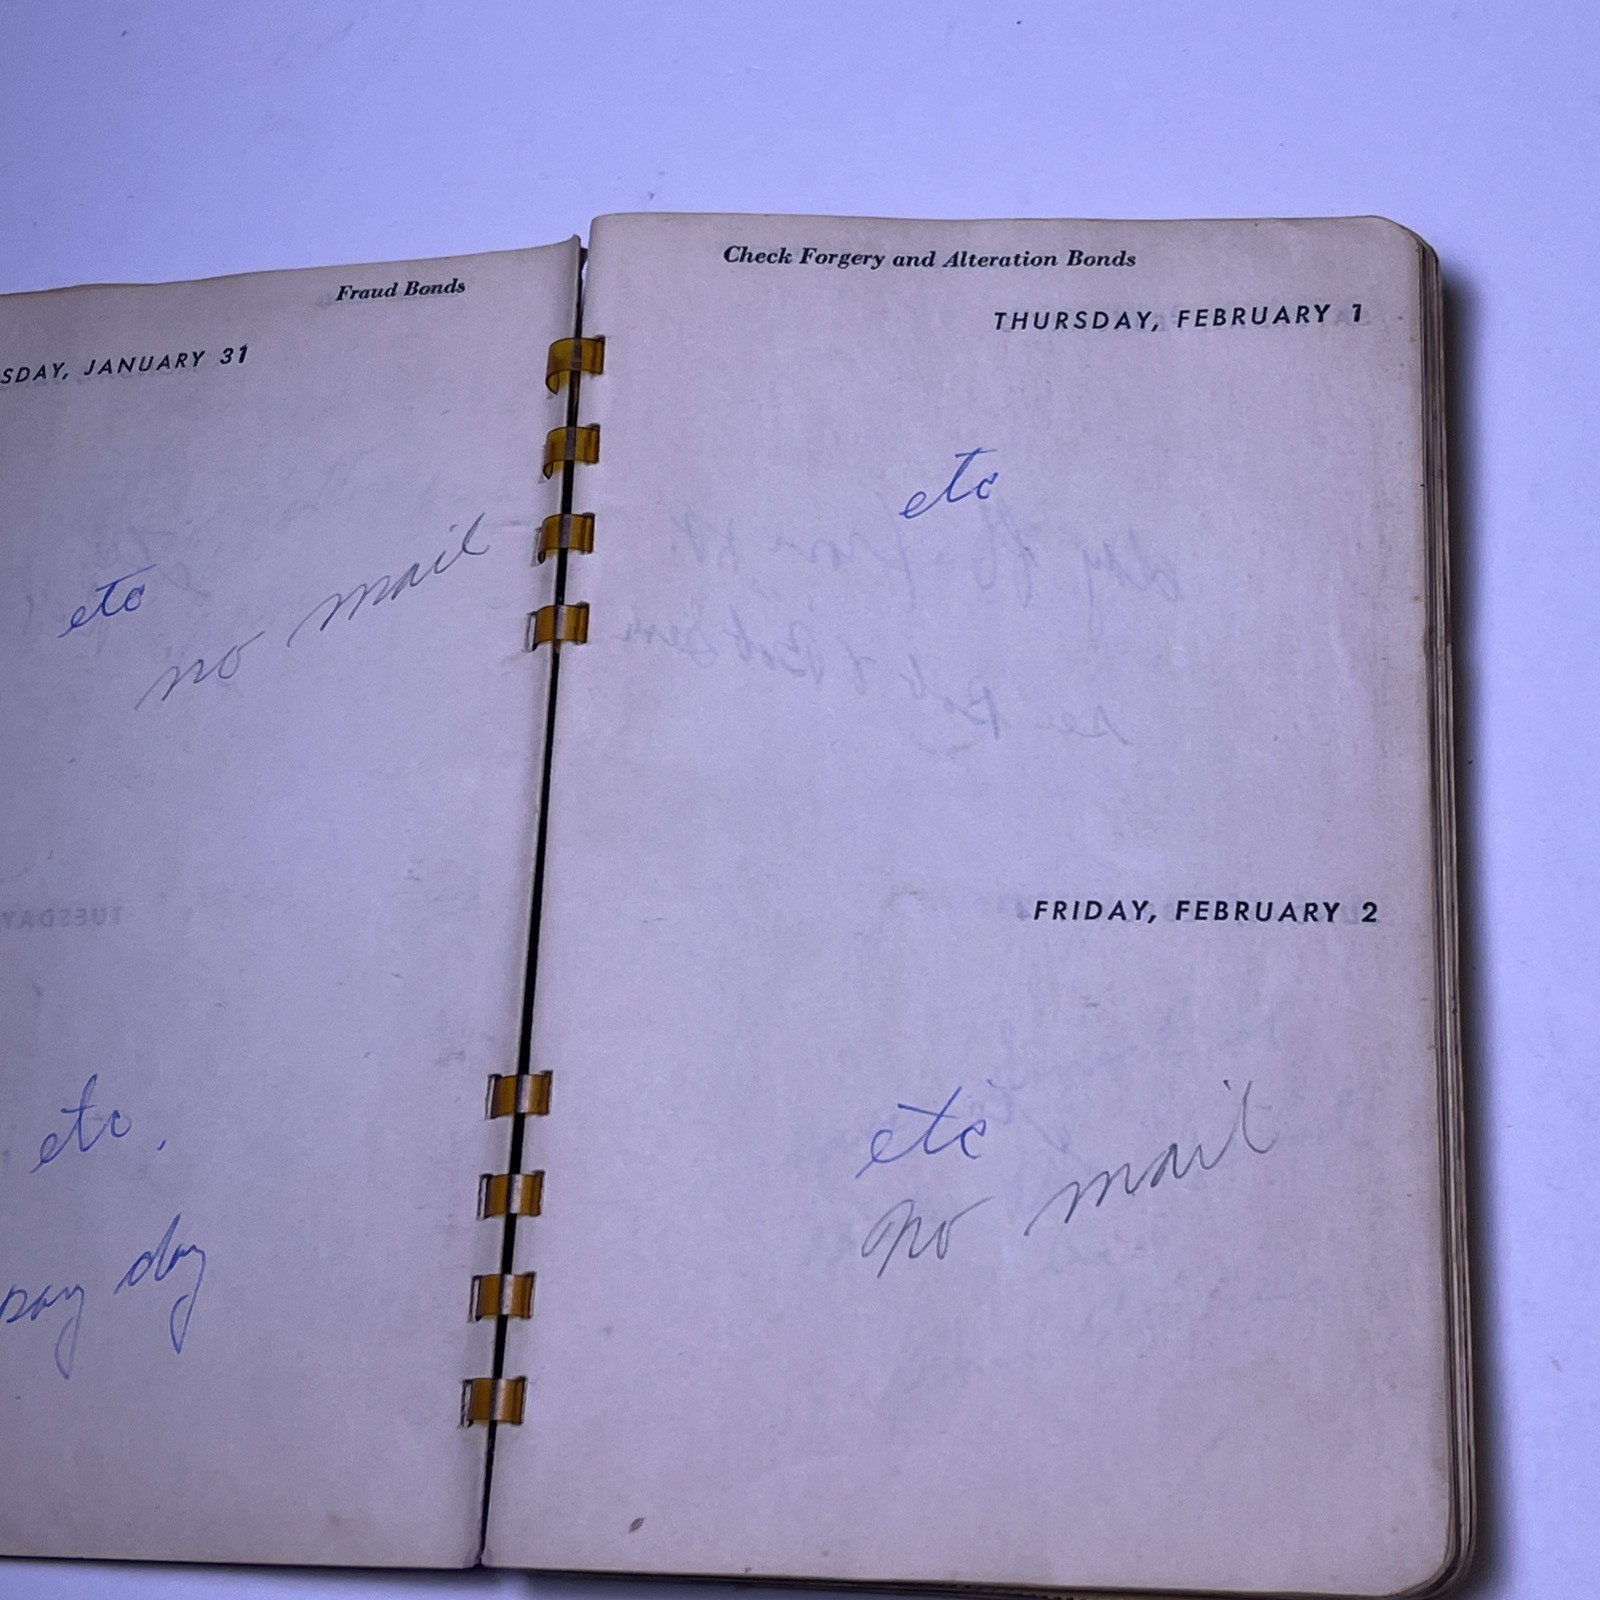 Fraud Bonds
SDAY, JANUARY 31
etc
no mail
etc.
pay day
Check Forgery and Alteration Bonds
THURSDAY, FEBRUARY 1
etc
FRIDAY, FEBRUARY 2
etc
no mail